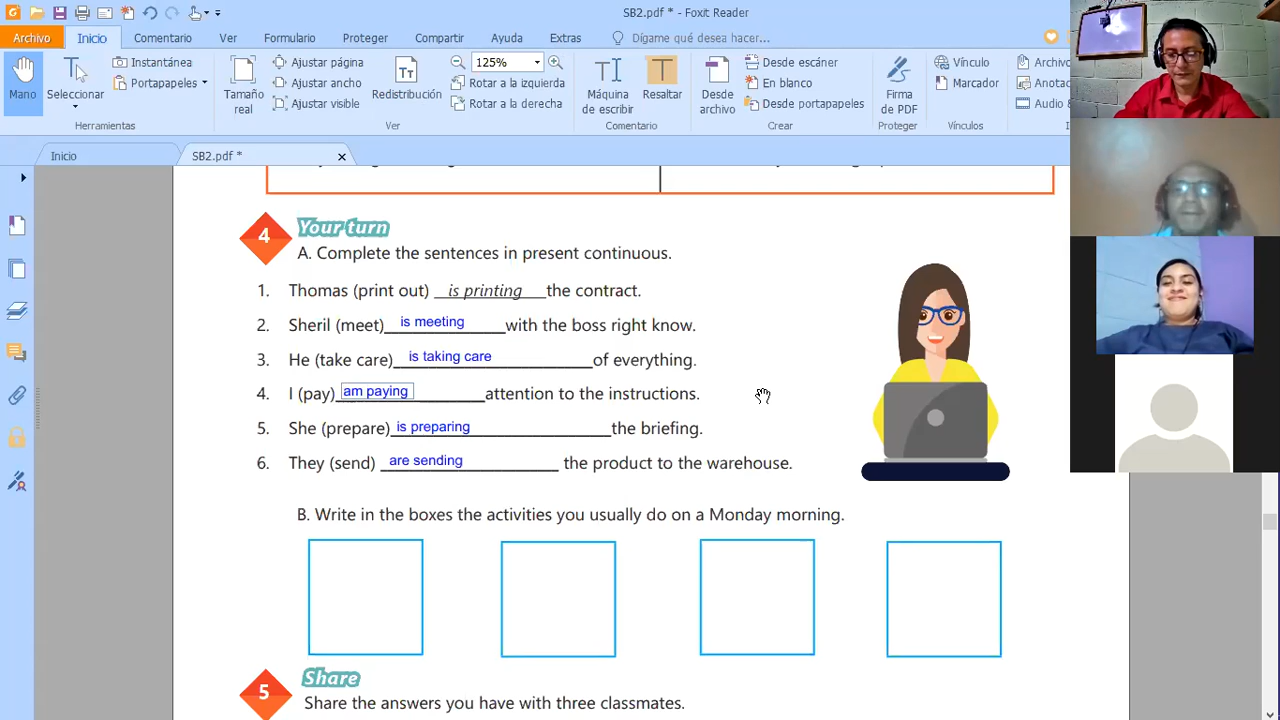 SB2.pdf * - Foxit Reader
Archivo Inicio Comentario Ver Formulario Proteger Compartir Ayuda Extras Dígame qué desea hacer...
Mano
Seleccionar
Instantánea
Portapapeles
Herramientas
Tamaño real
Ajustar página
Ajustar ancho
Ajustar visible
Redistribución
125%
Rotar a la izquierda
Rotar a la derecha
Ver
Máquina de escribir
Resaltar
Comentario
Desde archivo
Desde escáner
En blanco
Desde portapapeles
Crear
Firma de PDF
Proteger
Vínculo
Marcador
Vínculos
Archivo
Audio &
Inicio SB2.pdf *
4 Your turn
A. Complete the sentences in present continuous.
1. Thomas (print out) __is printing___the contract.
2. Sheril (meet) is meeting with the boss right know.
3. He (take care) is taking care of everything.
4. I (pay) am paying attention to the instructions.
5. She (prepare) is preparing the briefing.
6. They (send) are sending the product to the warehouse.
B. Write in the boxes the activities you usually do on a Monday morning.
5 Share
Share the answers you have with three classmates.